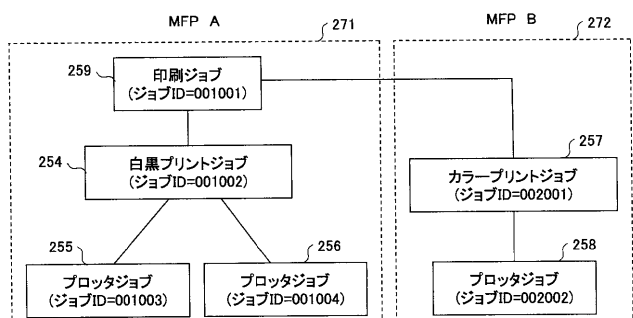 MFP A
271
MFP B
272
259
印刷ジョブ
(ジョブID=001001)
254
白黒プリントジョブ
(ジョブID=001002)
257
カラープリントジョブ
(ジョブID=002001)
255
プロッタジョブ
(ジョブID=001003)
256
プロッタジョブ
(ジョブID=001004)
258
プロッタジョブ
(ジョブID=002002)